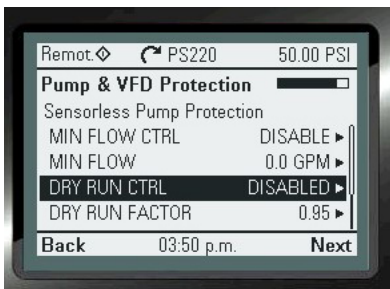 Remot. PS220 50.00 PSI
Pump & VFD Protection
Sensorless Pump Protection
MIN FLOW CTRL DISABLE
MIN FLOW 0.0 GPM
DRY RUN CTRL DISABLED
DRY RUN FACTOR 0.95
Back 03:50 p.m. Next